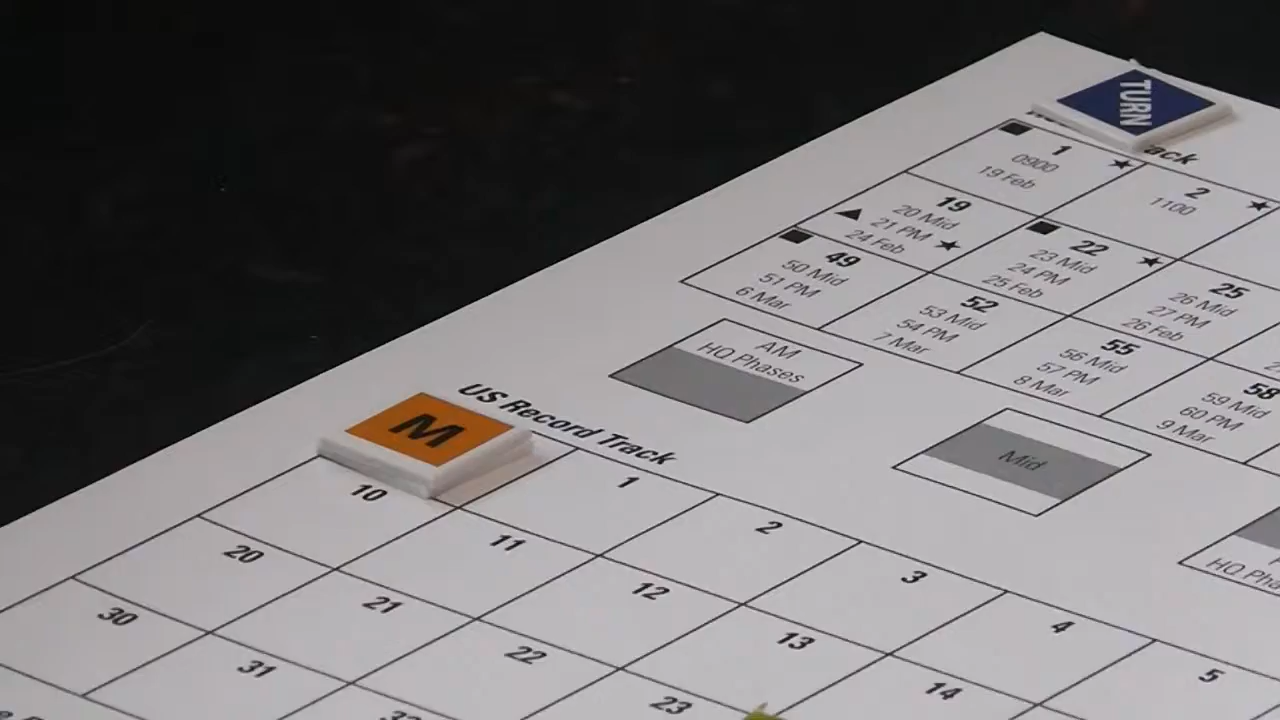 TURN
ack
1
0900
19 Feb
2
1100
19
20 Mid
21 PM
24 Feb
22
23 Mid
24 PM
25 Feb
25
26 Mid
27 PM
26 Feb
49
50 Mid
51 PM
6 Mar
52
53 Mid
54 PM
7 Mar
55
56 Mid
57 PM
8 Mar
58
59 Mid
60 PM
9 Mar
AM
HQ Phases
Mid
HQ Pha
US Record Track
M
1
2
3
4
5
10
11
12
13
14
20
21
22
23
30
31